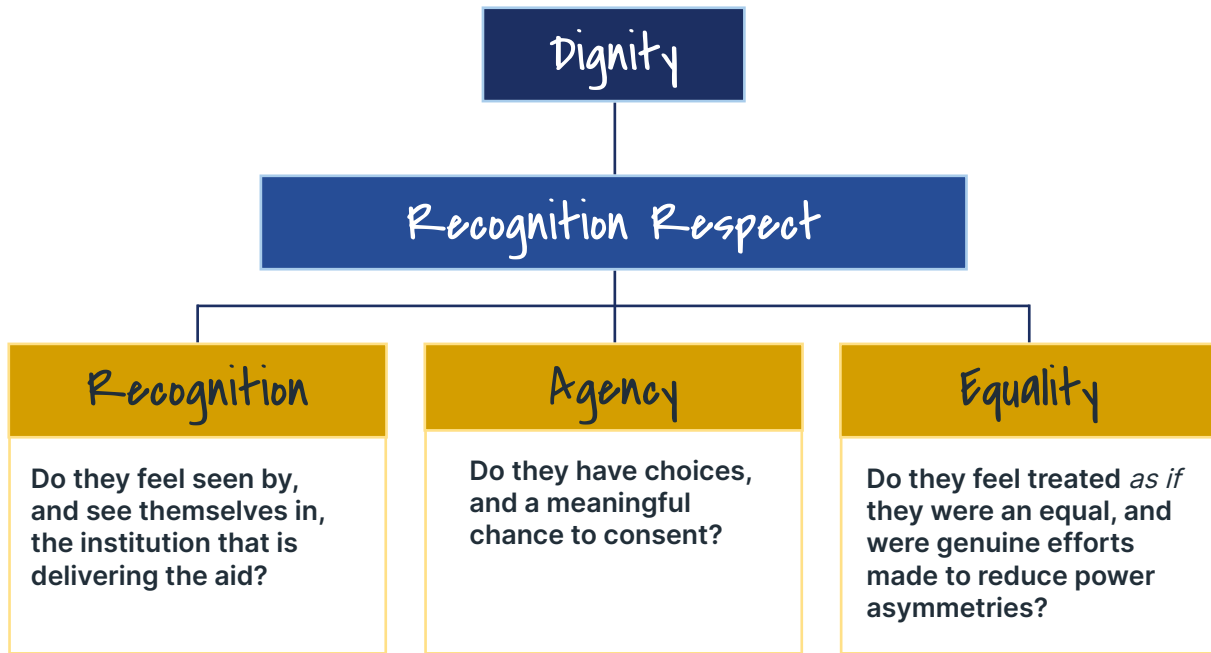 Dignity
Recognition Respect
Recognition
Do they feel seen by,
and see themselves in,
the institution that is
delivering the aid?
Agency
Do they have choices,
and a meaningful
chance to consent?
Equality
Do they feel treated as if
they were an equal, and
were genuine efforts
made to reduce power
asymmetries?